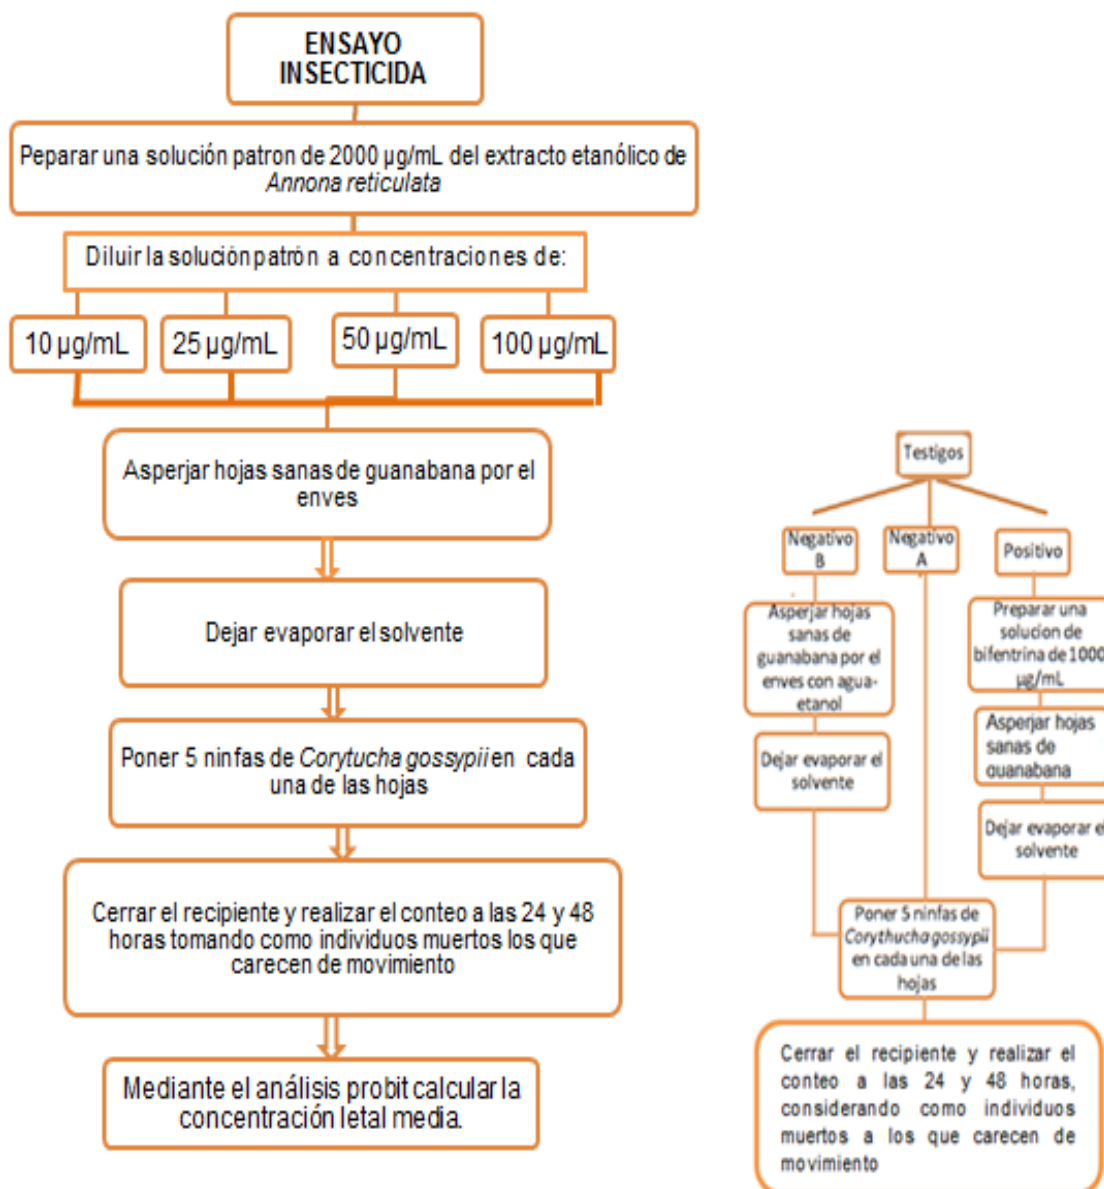 ENSAYO
INSECTICIDA
Peparar una solución patron de 2000 µg/mL del extracto etanólico de
Annona reticulata
Diluir la solución patrón a concentraciones de:
10 µg/mL
25 µg/mL
50 µg/mL
100 µg/mL
Asperjar hojas sanas de guanabana por el
enves
Dejar evaporar el solvente
Poner 5 ninfas de Corytucha gossypii en cada
una de las hojas
Cerrar el recipiente y realizar el conteo a las 24 y 48
horas tomando como individuos muertos los que
carecen de movimiento
Mediante el análisis probit calcular la
concentración letal media.
Testigos
Negativo
B
Negativo
A
Positivo
Asperjar hojas
sanas de
guanabana por el
enves con agua-
etanol
Dejar evaporar el
solvente
Preparar una
solucion de
bifentrina de 1000
µg/mL
Asperjar hojas
sanas de
guanabana
Dejar evaporar el
solvente
Poner 5 ninfas de
Corythucha gossypii
en cada una de las
hojas
Cerrar el recipiente y realizar el
conteo a las 24 y 48 horas,
considerando como individuos
muertos a los que carecen de
movimiento